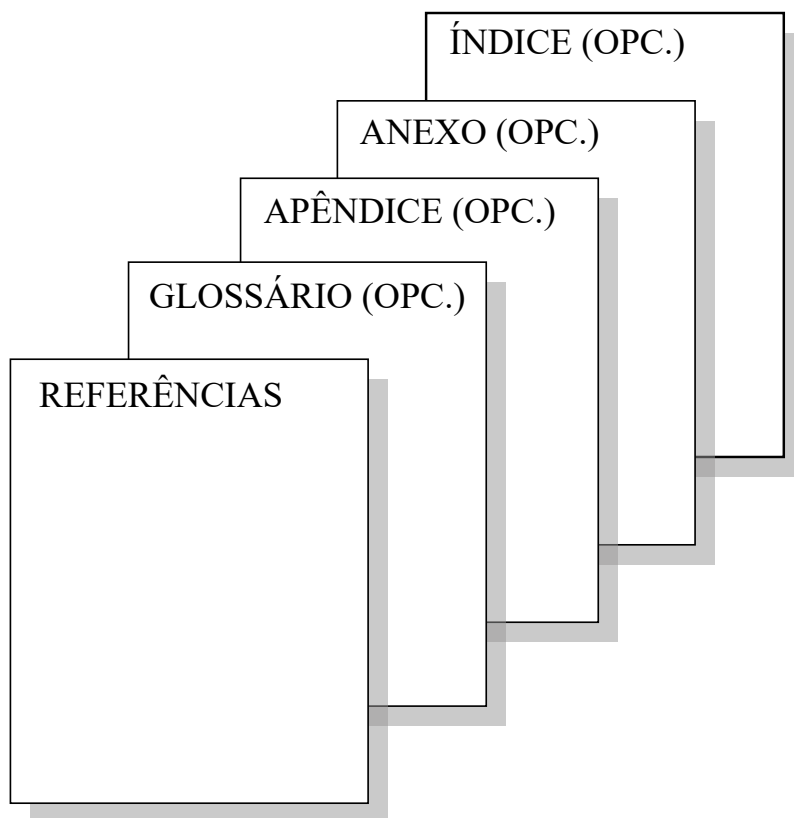 ÍNDICE (OPC.)
ANEXO (OPC.)
APÊNDICE (OPC.)
GLOSSÁRIO (OPC.)
REFERÊNCIAS